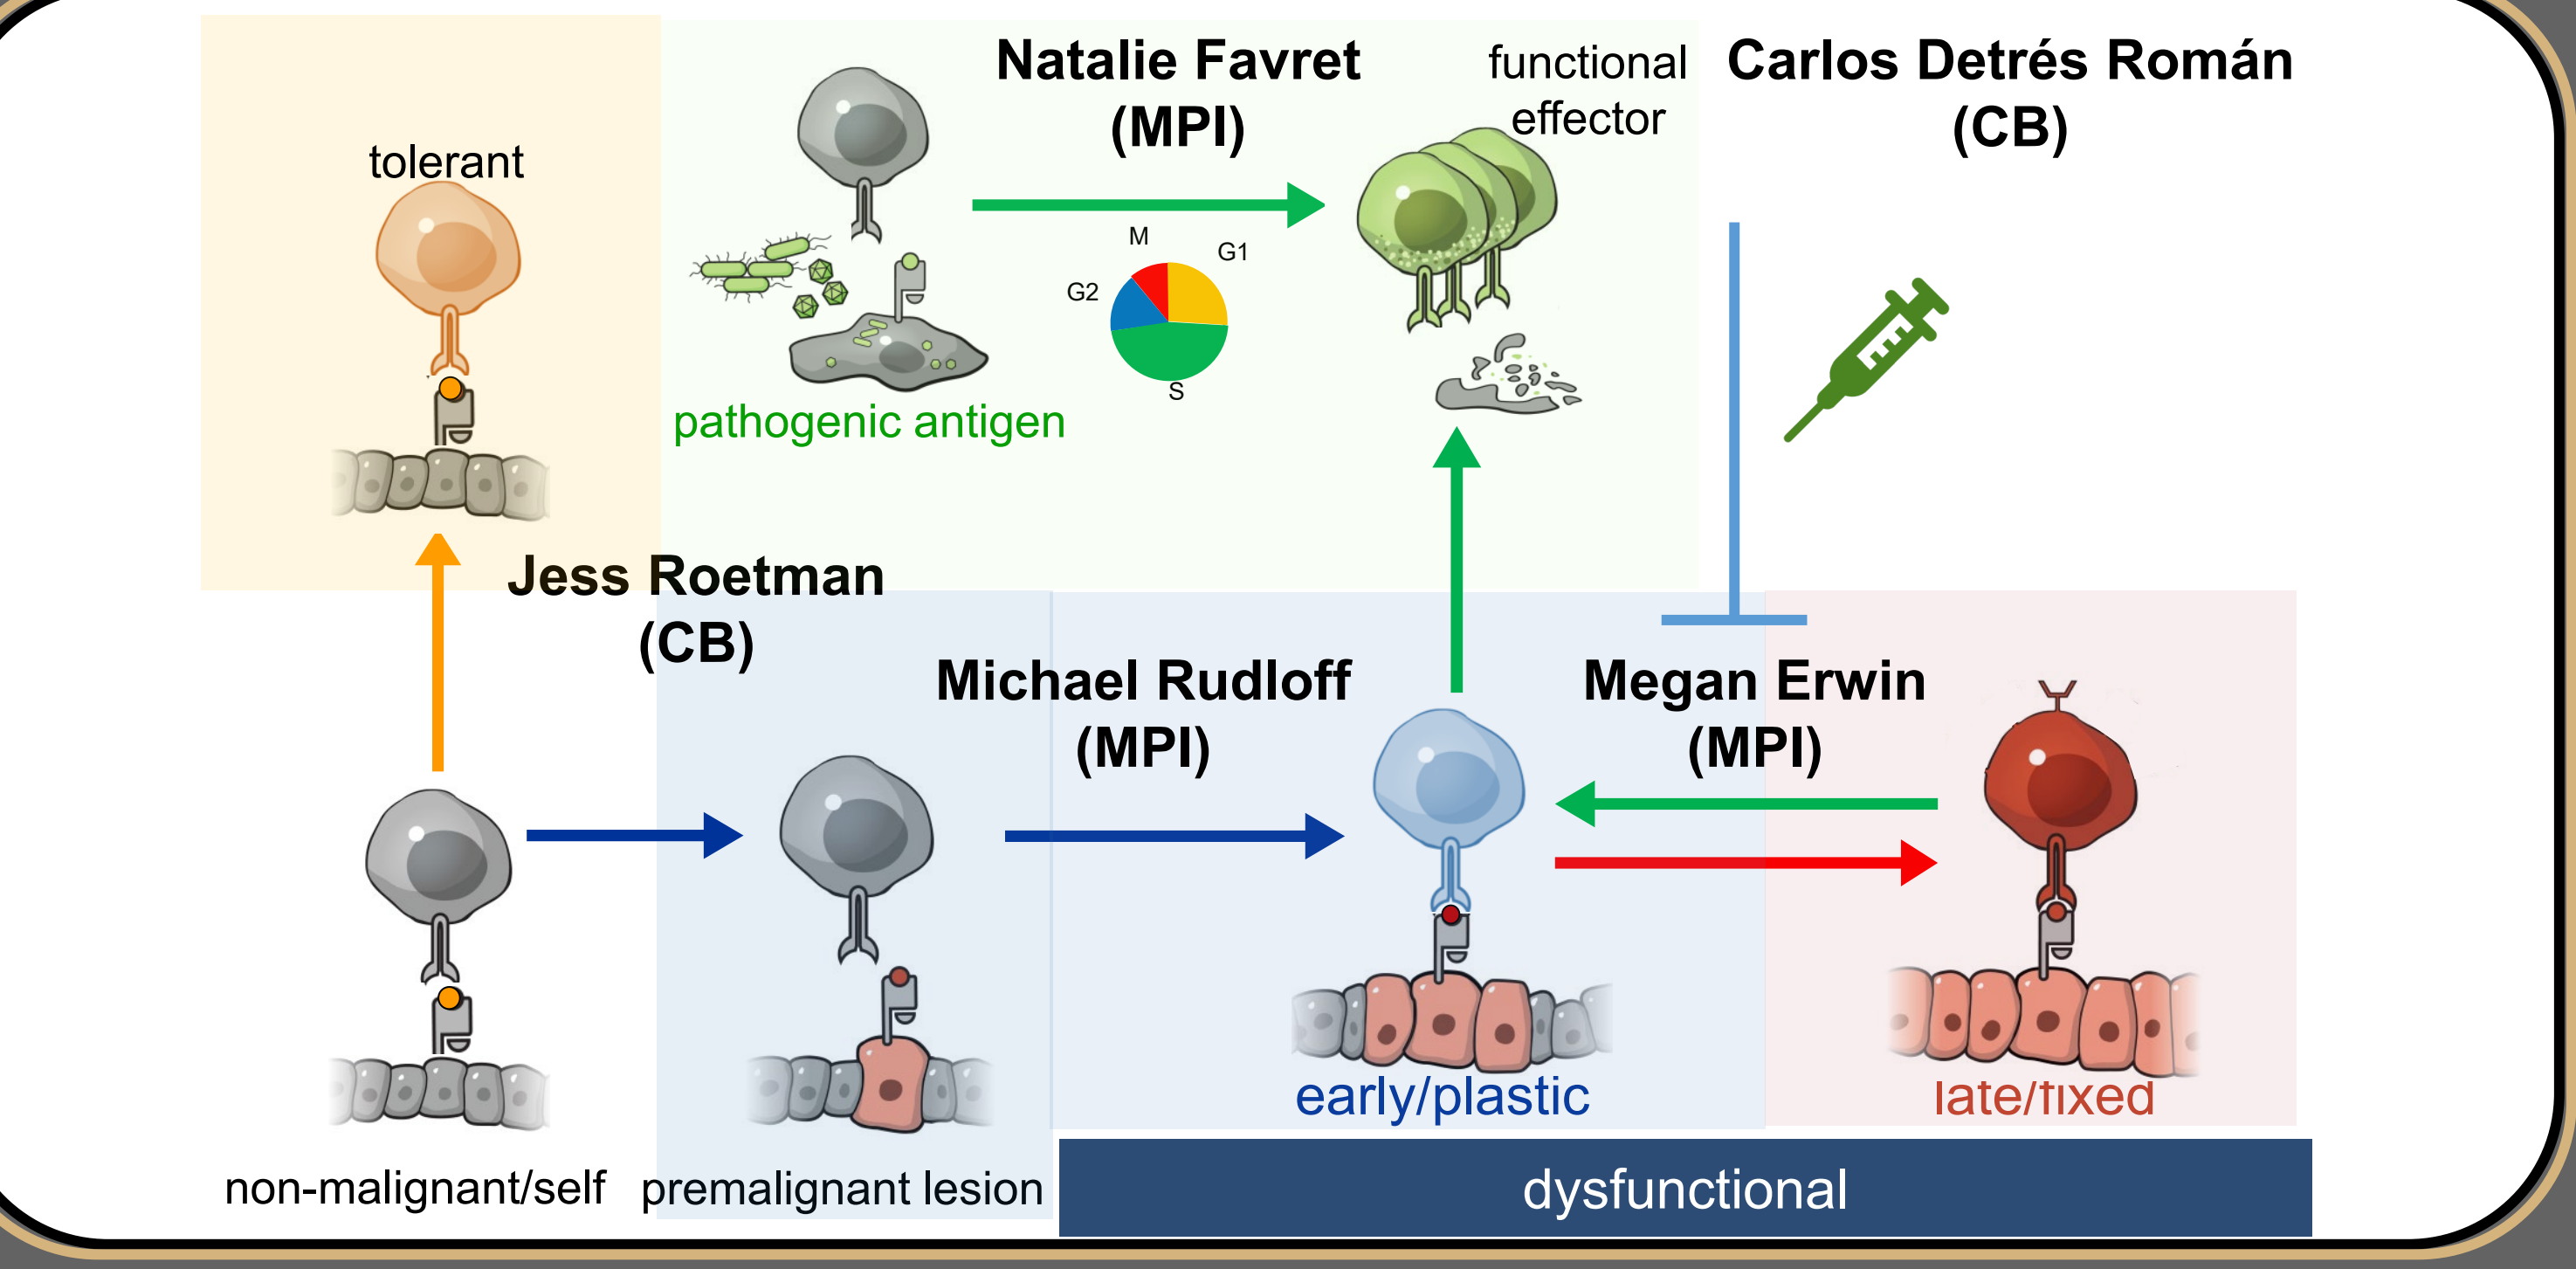 tolerant
Natalie Favret
(MPI)
functional
effector
Carlos Detrés Román
(CB)
M
G1
G2
S
pathogenic antigen
Jess Roetman
(CB)
Michael Rudloff
(MPI)
Megan Erwin
(MPI)
early/plastic
late/fixed
non-malignant/self
premalignant lesion
dysfunctional